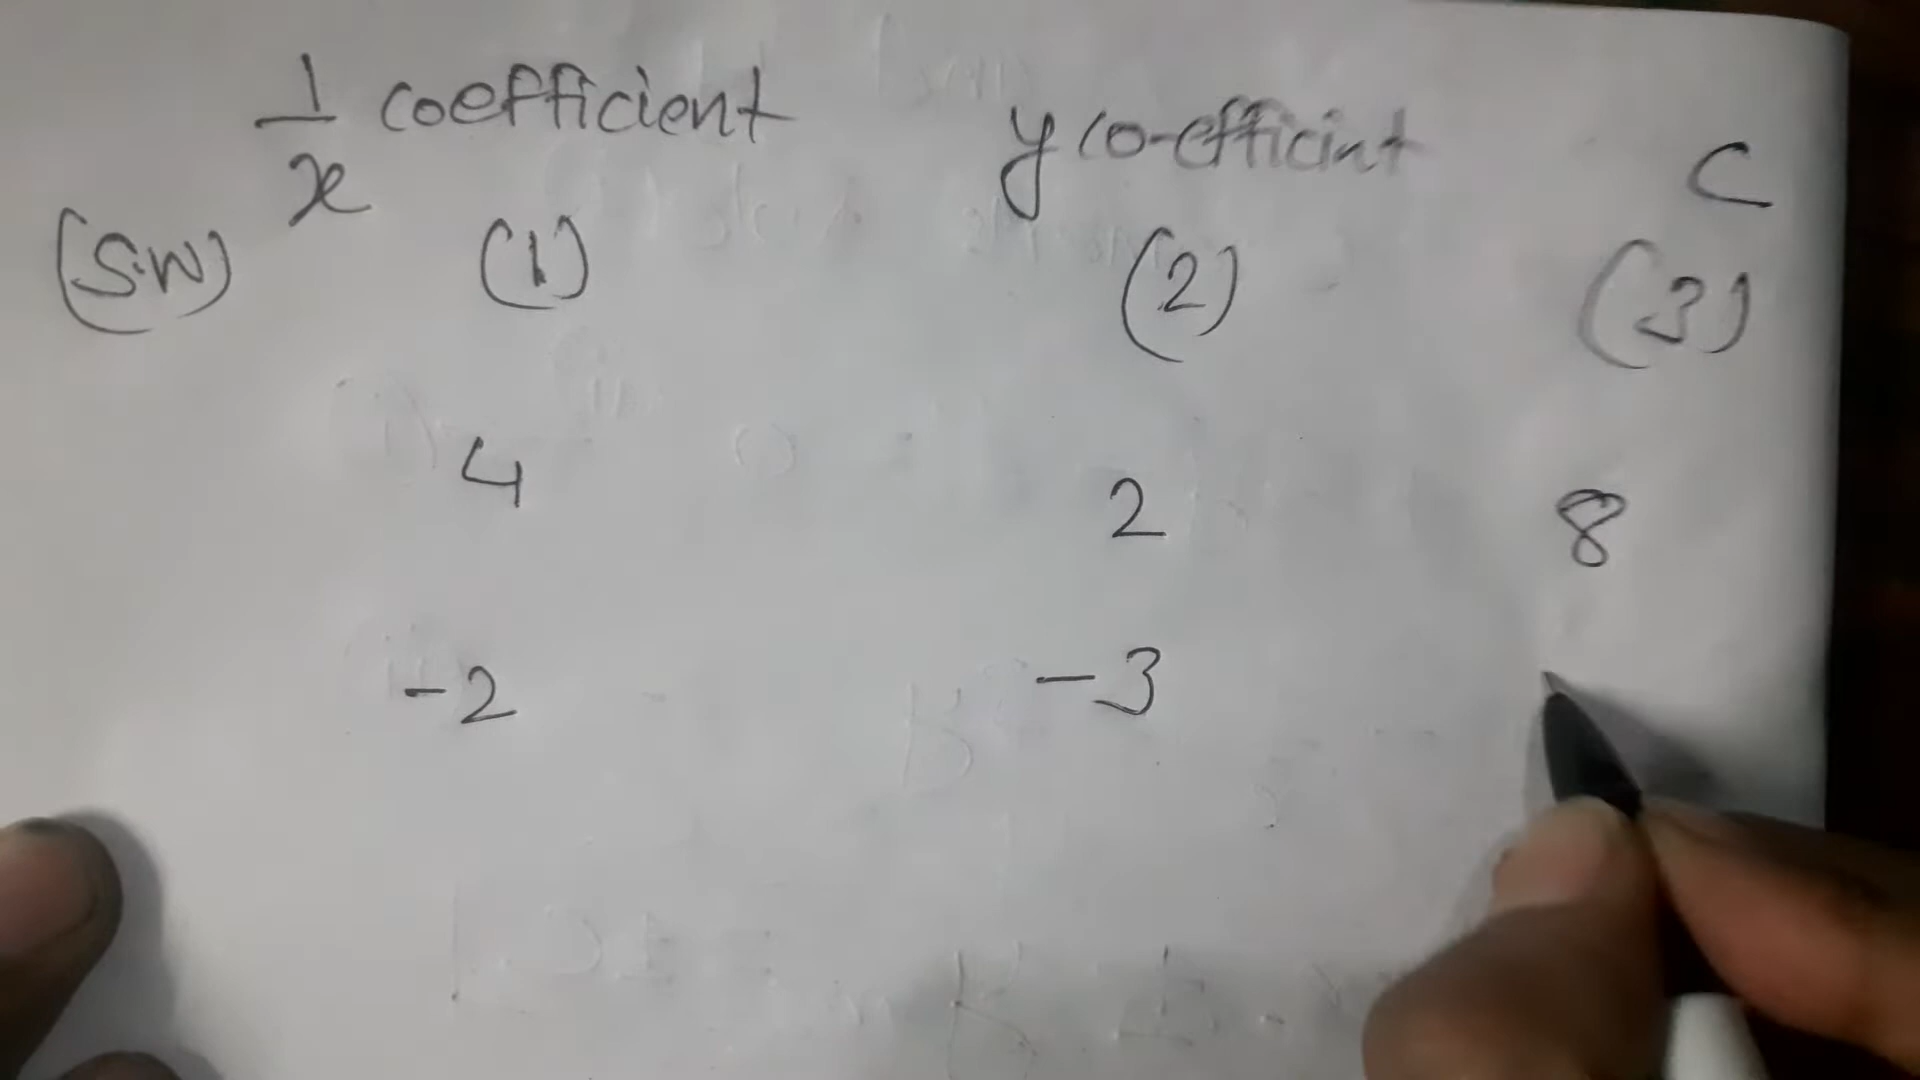 1/x coefficient y co-efficint C
(S.W) (1) (2) (3)
4 2 8
-2 -3